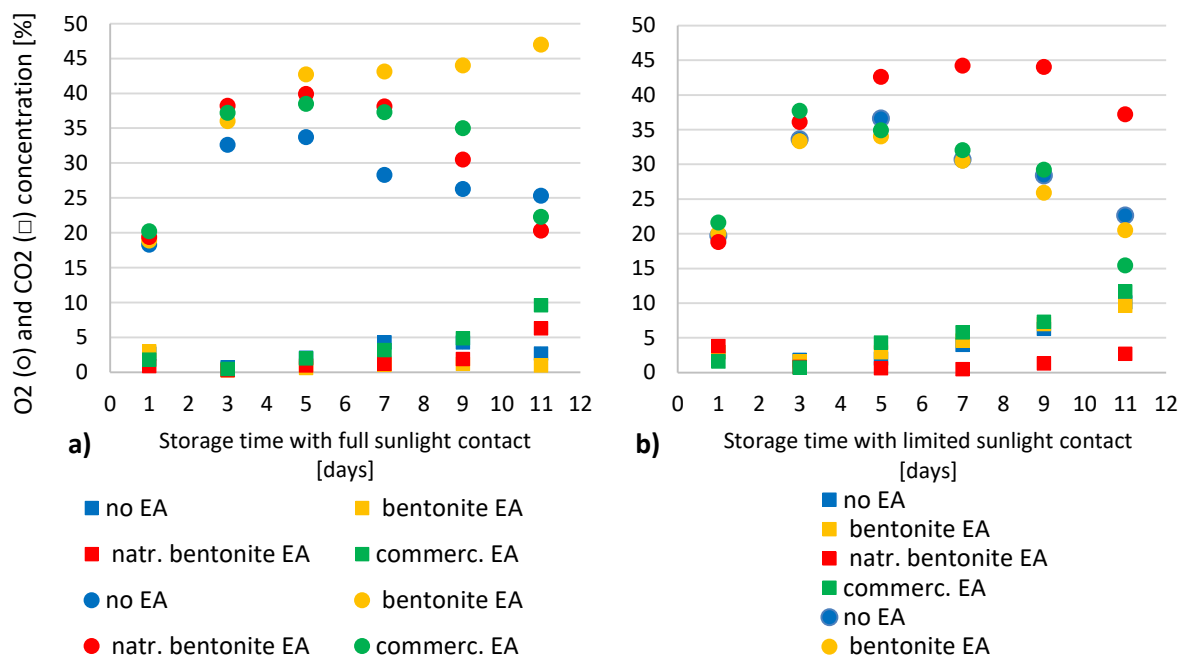 O2 (O) and CO2 (□) concentration [%]
50
45
40
35
30
25
20
15
10
5
0
0 1 2 3 4 5 6 7 8 9 10 11 12
a)
Storage time with full sunlight contact
[days]
no EA
bentonite EA
natr. bentonite EA
commerc. EA
no EA
bentonite EA
natr. bentonite EA
commerc. EA
50
45
40
35
30
25
20
15
10
5
0
0 1 2 3 4 5 6 7 8 9 10 11 12
b)
Storage time with limited sunlight contact
[days]
no EA
bentonite EA
natr. bentonite EA
commerc. EA
no EA
bentonite EA